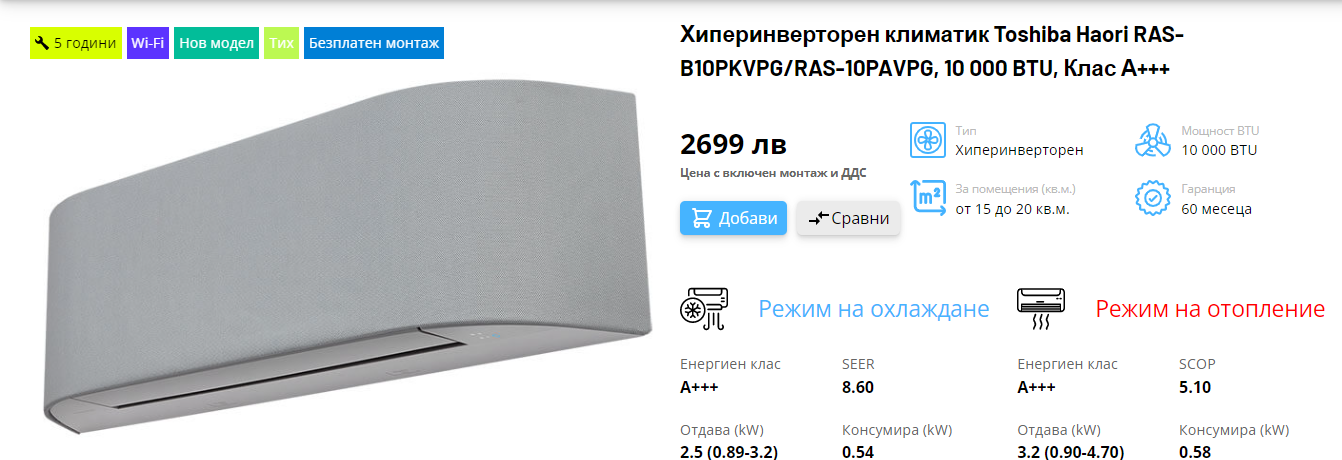 5 години
Wi-Fi
Нов модел
Тих
Безплатен монтаж
Хиперинверторен климатик Toshiba Haori RAS-
B10PKVPG/RAS-10PAVPG, 10 000 BTU, Клас А+++
2699 лв
Цена с включен монтаж и ДДС
Добави
Сравни
Тип
Хиперинверторен
Мощност BTU
10 000 BTU
m²
За помещения (кв.м.)
от 15 до 20 кв.м.
Гаранция
60 месеца
Режим на охлаждане
Енергиен клас
A+++
SEER
8.60
Отдава (kW)
2.5 (0.89-3.2)
Консумира (kW)
0.54
Режим на отопление
Енергиен клас
A+++
SCOP
5.10
Отдава (kW)
3.2 (0.90-4.70)
Консумира (kW)
0.58